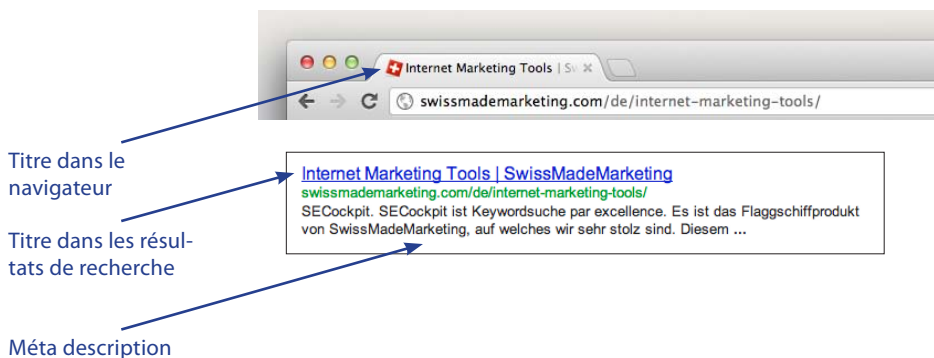 Internet Marketing Tools | Sw
swissmademarketing.com/de/internet-marketing-tools/
Titre dans le
navigateur
Internet Marketing Tools | SwissMadeMarketing
swissmademarketing.com/de/internet-marketing-tools/
SECockpit. SECockpit ist Keywordsuche par excellence. Es ist das Flaggschiffprodukt
von SwissMadeMarketing, auf welches wir sehr stolz sind. Diesem ...
Titre dans les résul-
tats de recherche
Méta description